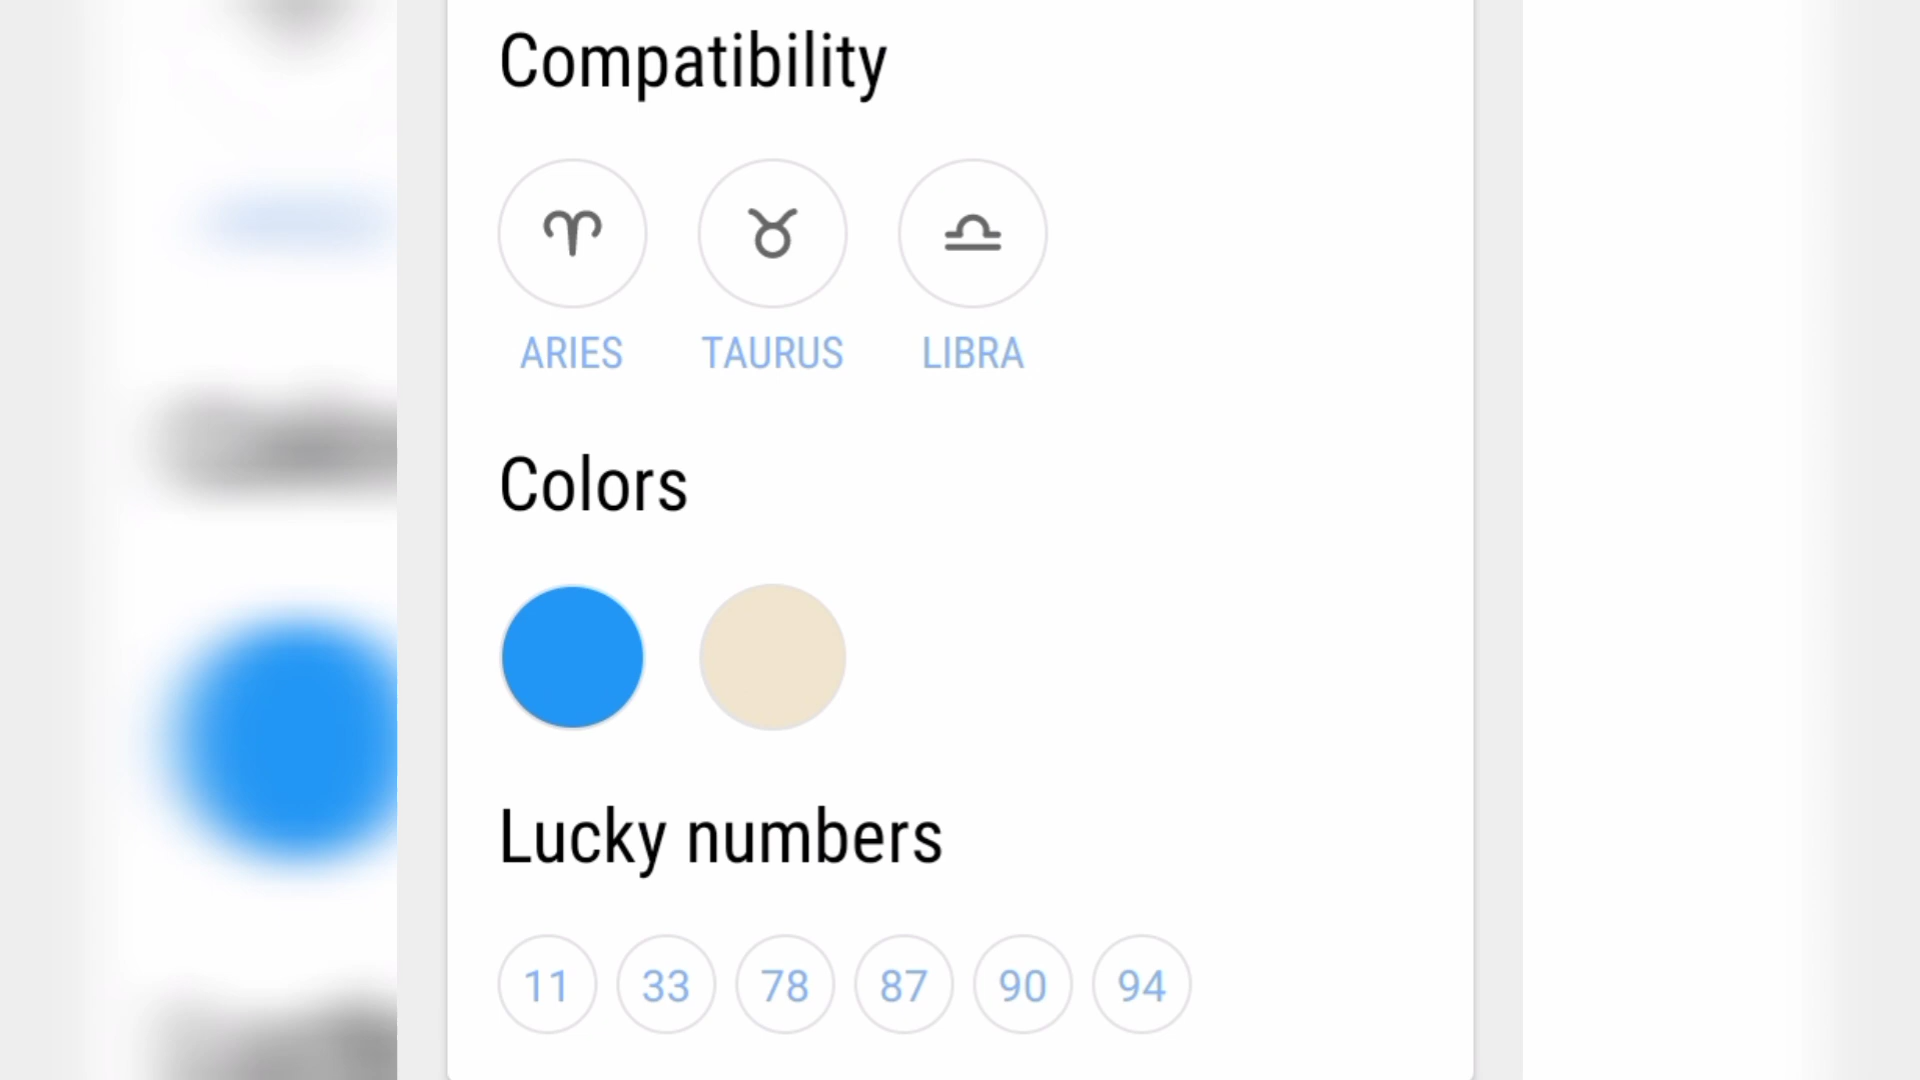 Compatibility
ARIES TAURUS LIBRA
Colors
Lucky numbers
11 33 78 87 90 94